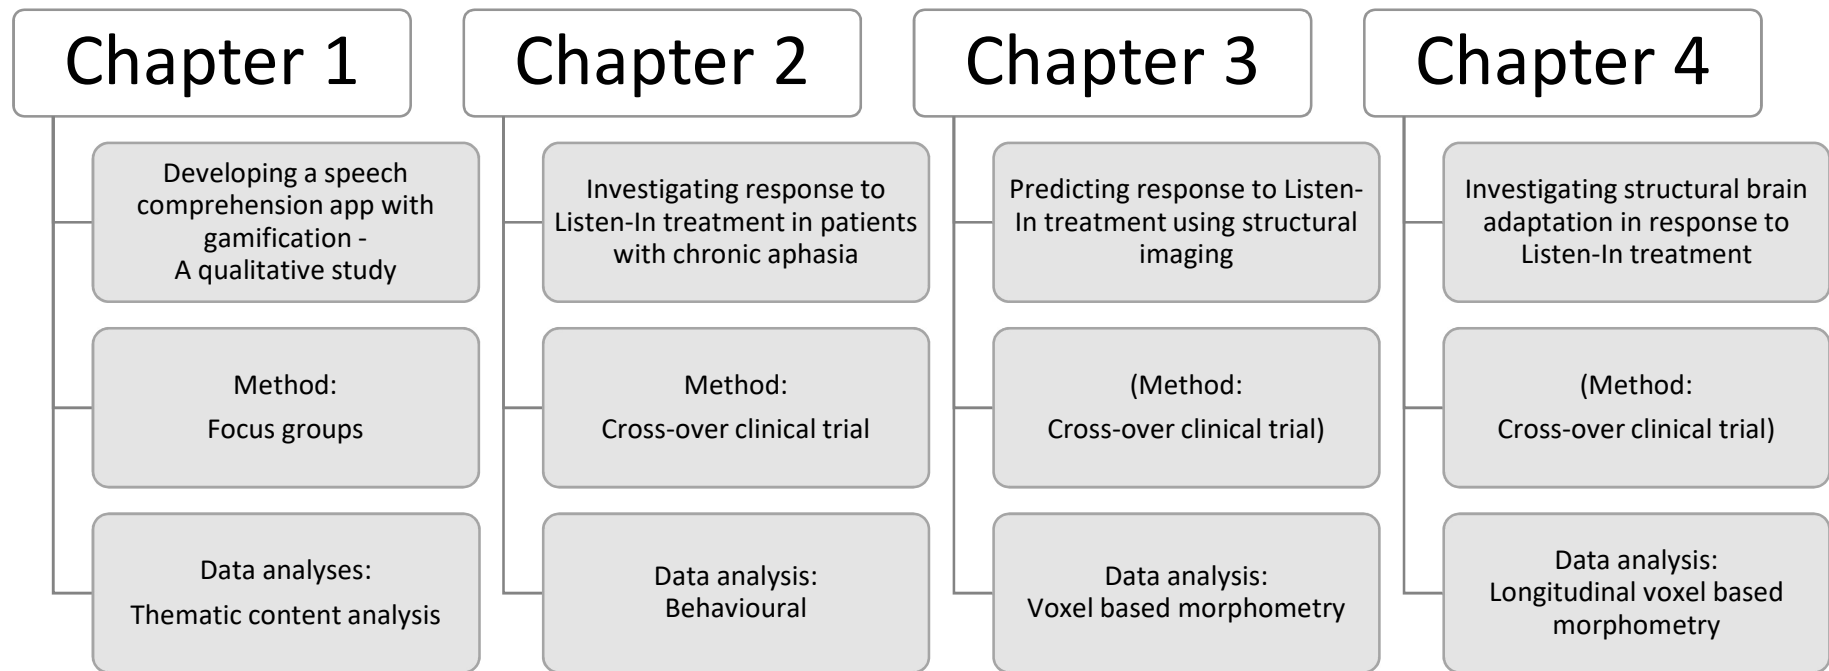 Chapter 1
Developing a speech
comprehension app with
gamification -
A qualitative study
Method:
Focus groups
Data analyses:
Thematic content analysis
Chapter 2
Investigating response to
Listen-In treatment in patients
with chronic aphasia
Method:
Cross-over clinical trial
Data analysis:
Behavioural
Chapter 3
Predicting response to Listen-
In treatment using structural
imaging
(Method:
Cross-over clinical trial)
Data analysis:
Voxel based morphometry
Chapter 4
Investigating structural brain
adaptation in response to
Listen-In treatment
(Method:
Cross-over clinical trial)
Data analysis:
Longitudinal voxel based
morphometry